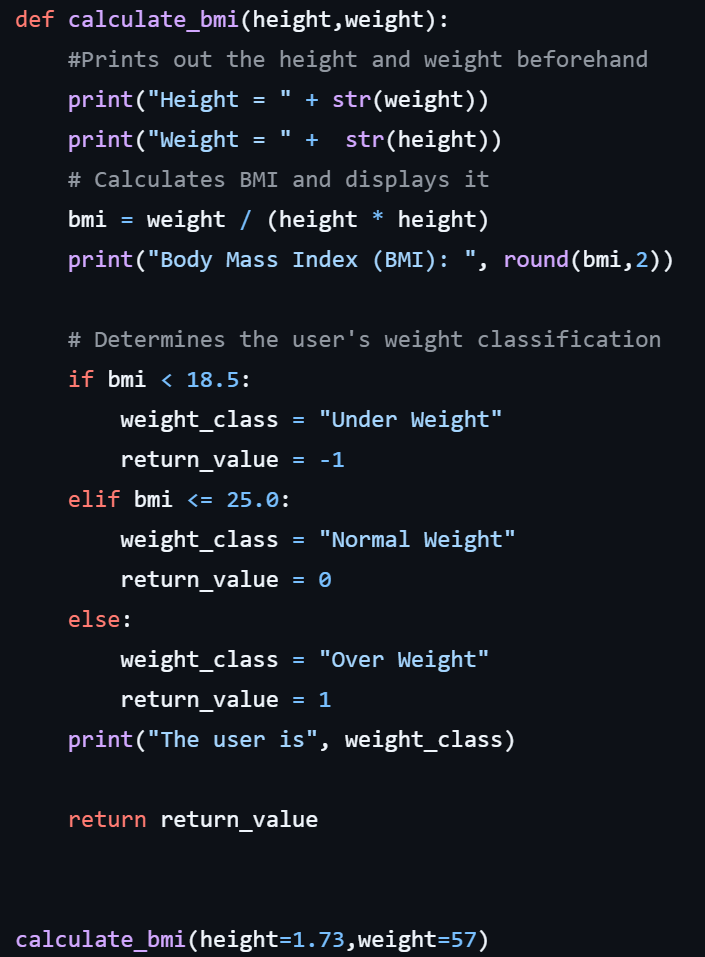 def calculate_bmi(height,weight):
    #Prints out the height and weight beforehand
    print("Height = " + str(weight))
    print("Weight = " +  str(height))
    # Calculates BMI and displays it
    bmi = weight / (height * height)
    print("Body Mass Index (BMI): ", round(bmi,2))

    # Determines the user's weight classification
    if bmi < 18.5:
        weight_class = "Under Weight"
        return_value = -1
    elif bmi <= 25.0:
        weight_class = "Normal Weight"
        return_value = 0
    else:
        weight_class = "Over Weight"
        return_value = 1
    print("The user is", weight_class)

    return return_value


calculate_bmi(height=1.73,weight=57)